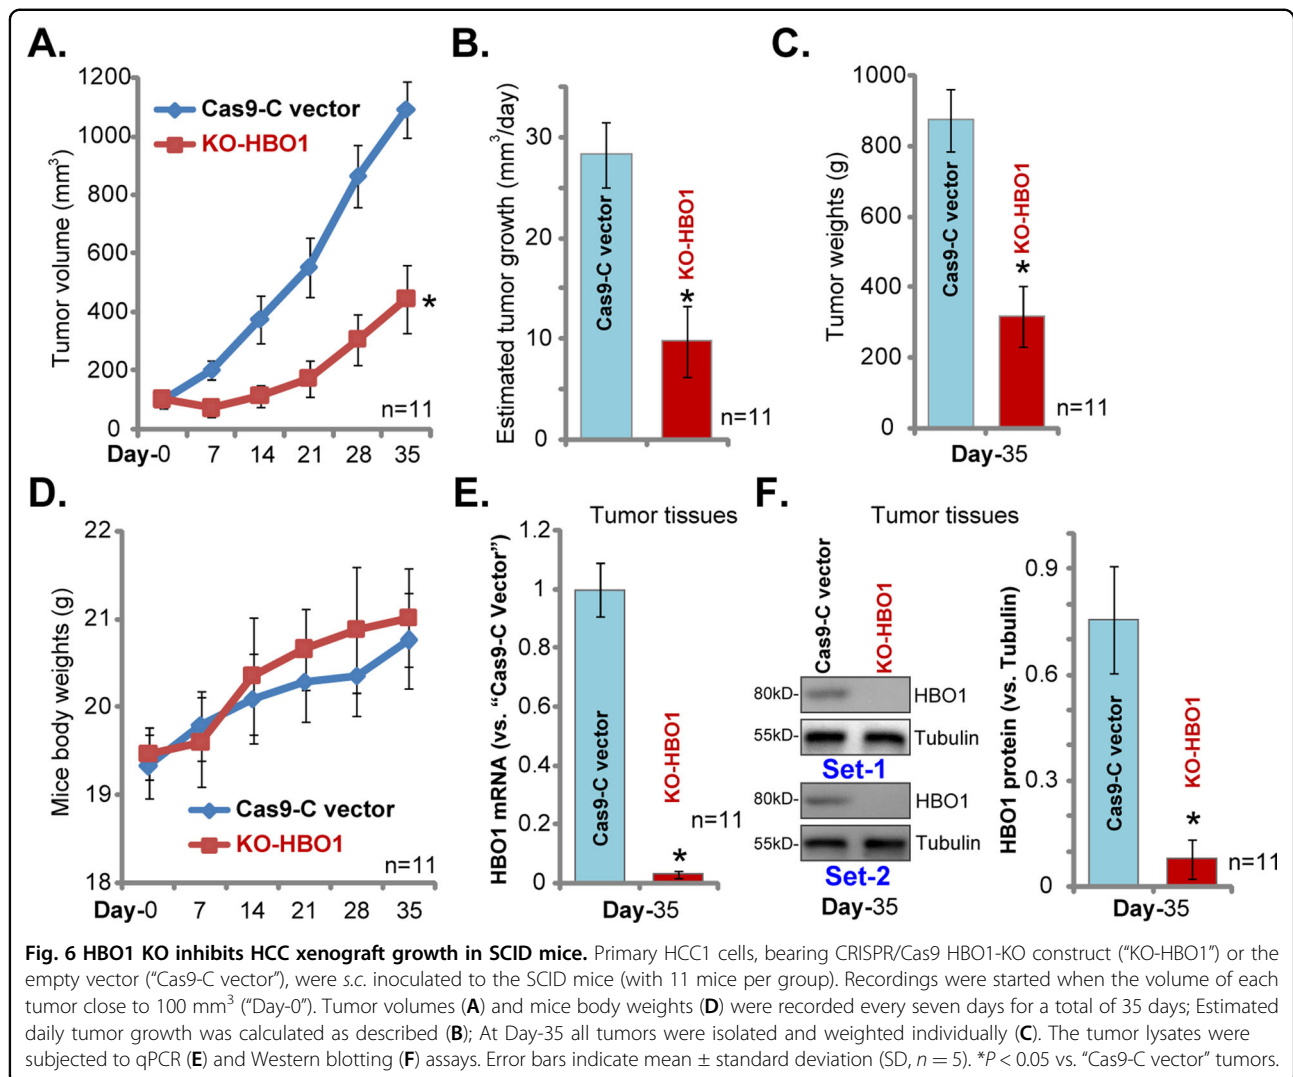 A.
Tumor volume (mm³)
1200
1000
800
600
400
200
0
Cas9-C vector
KO-HBO1
*
n=11
Day-0 7 14 21 28 35
B.
Estimated tumor growth (mm³/day)
30
20
10
0
Cas9-C vector
* KO-HBO1
n=11
C.
Tumor weights (g)
1000
800
600
400
200
0
Cas9-C vector
KO-HBO1
*
n=11
Day-35
D.
Mice body weights (g)
22
21
20
19
18
Cas9-C vector
KO-HBO1
n=11
Day-0 7 14 21 28 35
E.
Tumor tissues
HBO1 mRNA (vs. “Cas9-C Vector”)
1.2
1
0.8
0.6
0.4
0.2
0
Cas9-C vector
KO-HBO1
*
n=11
Day-35
F.
Tumor tissues
Cas9-C vector
KO-HBO1
80kD- HBO1
55kD- Tubulin
Set-1
80kD- HBO1
55kD- Tubulin
Set-2
Day-35
HBO1 protein (vs. Tubulin)
0.9
0.6
0.3
0
Cas9-C vector
KO-HBO1
*
n=11
Day-35
Fig. 6 HBO1 KO inhibits HCC xenograft growth in SCID mice. Primary HCC1 cells, bearing CRISPR/Cas9 HBO1-KO construct (“KO-HBO1”) or the
empty vector (“Cas9-C vector”), were s.c. inoculated to the SCID mice (with 11 mice per group). Recordings were started when the volume of each
tumor close to 100 mm³ (“Day-0”). Tumor volumes (A) and mice body weights (D) were recorded every seven days for a total of 35 days; Estimated
daily tumor growth was calculated as described (B); At Day-35 all tumors were isolated and weighted individually (C). The tumor lysates were
subjected to qPCR (E) and Western blotting (F) assays. Error bars indicate mean ± standard deviation (SD, n = 5). *P < 0.05 vs. “Cas9-C vector” tumors.